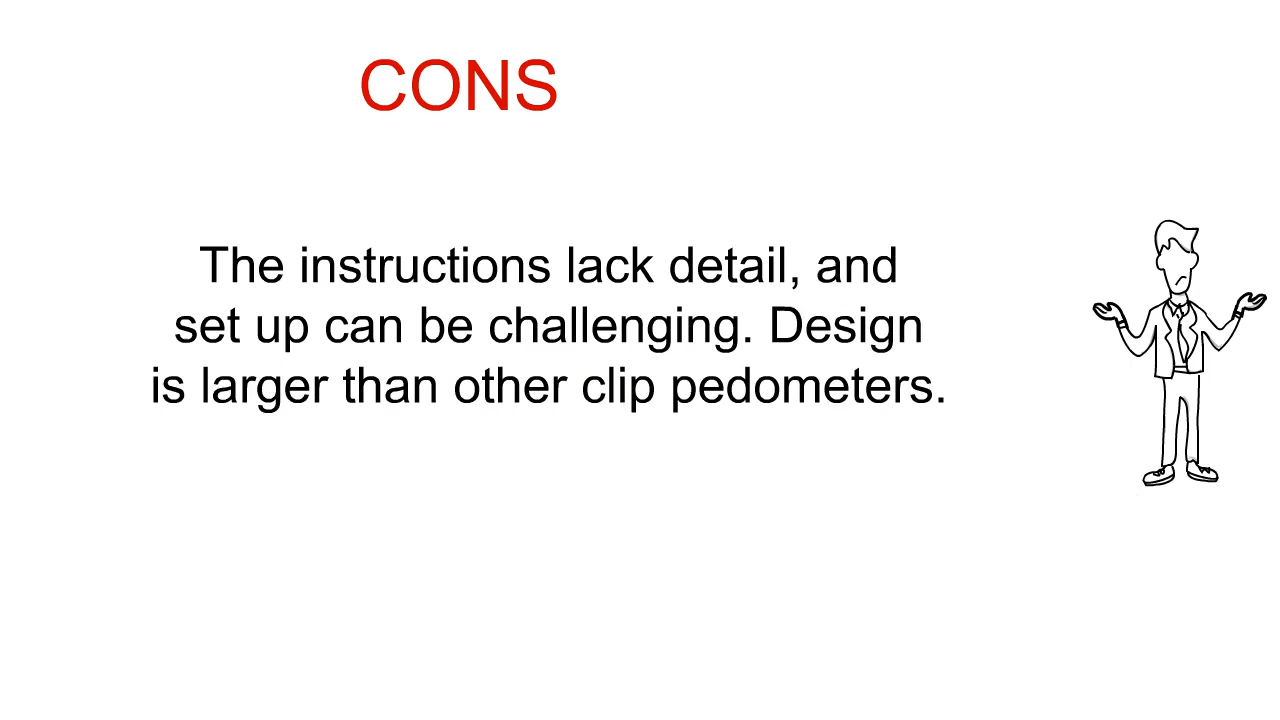 CONS
The instructions lack detail, and
set up can be challenging. Design
is larger than other clip pedometers.